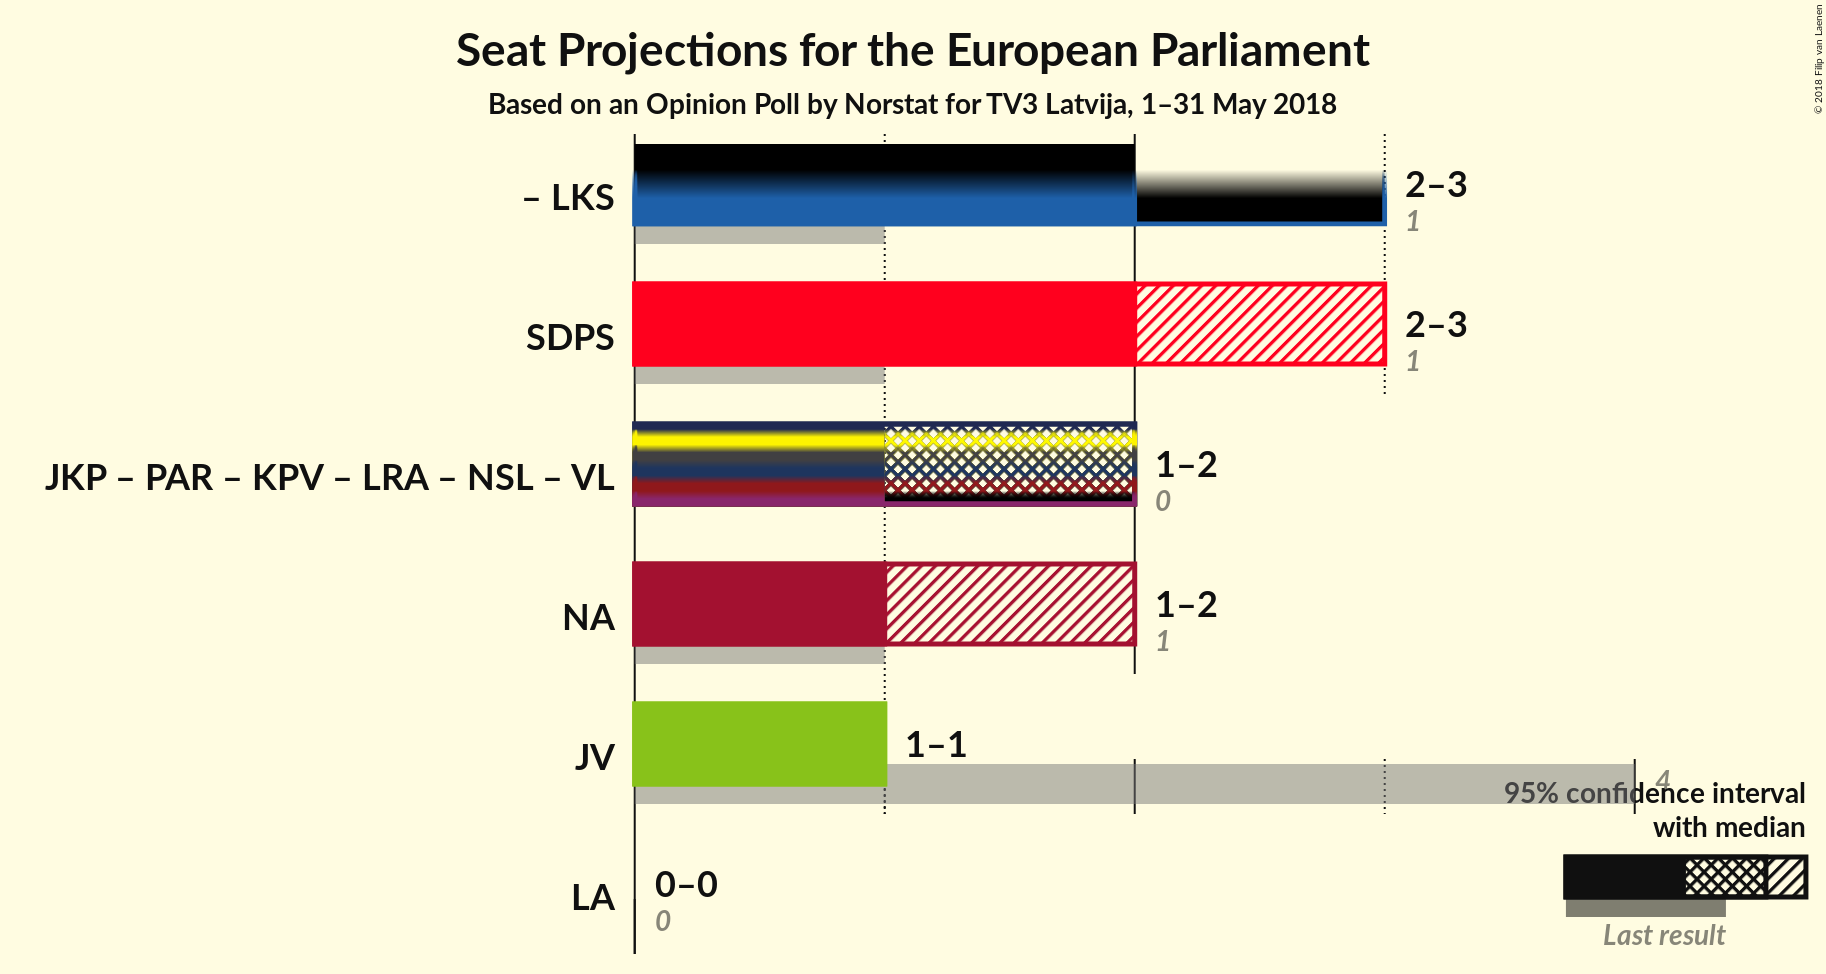 Seat Projections for the European Parliament
Based on an Opinion Poll by Norstat for TV3 Latvija, 1–31 May 2018
© 2018 Filip van Laenen
– LKS
2–3
1
SDPS
2–3
1
JKP – PAR – KPV – LRA – NSL – VL
1–2
0
NA
1–2
1
JV
1–1
4
LA
0–0
0
95% confidence interval
with median
Last result